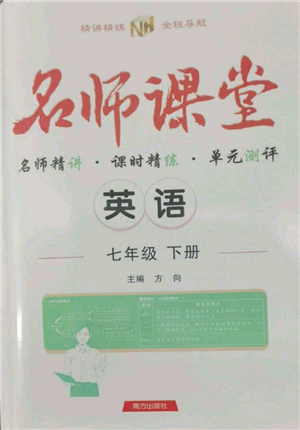 精讲精练 NH 全程导航
名师课堂
名师精讲·课时精练·单元测评
英语
七年级 下册
主编 方向
南方出版社